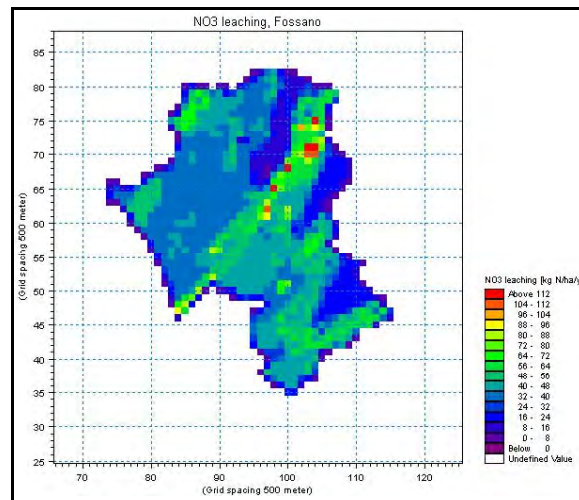 NO3 leaching, Fossano
85
80
75
70
65
60
55
50
45
40
35
30
25
(Grid spacing 500 meter)
70 80 90 100 110 120
(Grid spacing 500 meter)
NO3 leaching [kg N/ha/y
Above 112
104 - 112
96 - 104
88 - 96
80 - 88
72 - 80
64 - 72
56 - 64
48 - 56
40 - 48
32 - 40
24 - 32
16 - 24
8 - 16
0 - 8
Below 0
Undefined Value